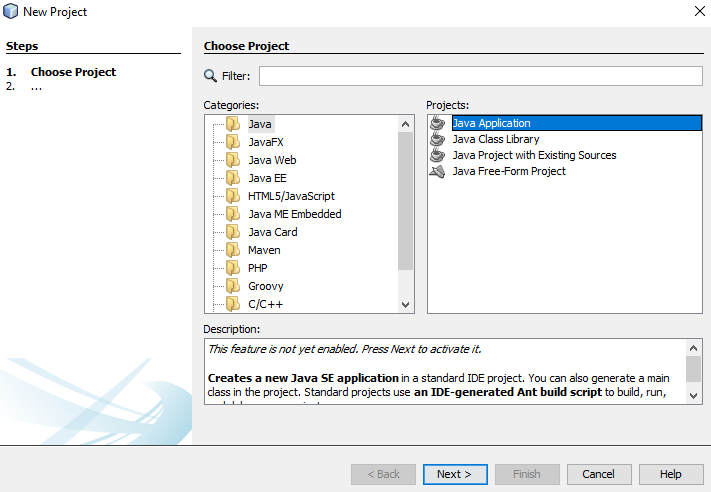 New Project
Steps
1. Choose Project
2. ...
Choose Project
Filter:
Categories:
Java
JavaFX
Java Web
Java EE
HTML5/JavaScript
Java ME Embedded
Java Card
Maven
PHP
Groovy
C/C++
Projects:
Java Application
Java Class Library
Java Project with Existing Sources
Java Free-Form Project
Description:
This feature is not yet enabled. Press Next to activate it.
Creates a new Java SE application in a standard IDE project. You can also generate a main
class in the project. Standard projects use an IDE-generated Ant build script to build, run,
< Back
Next >
Finish
Cancel
Help